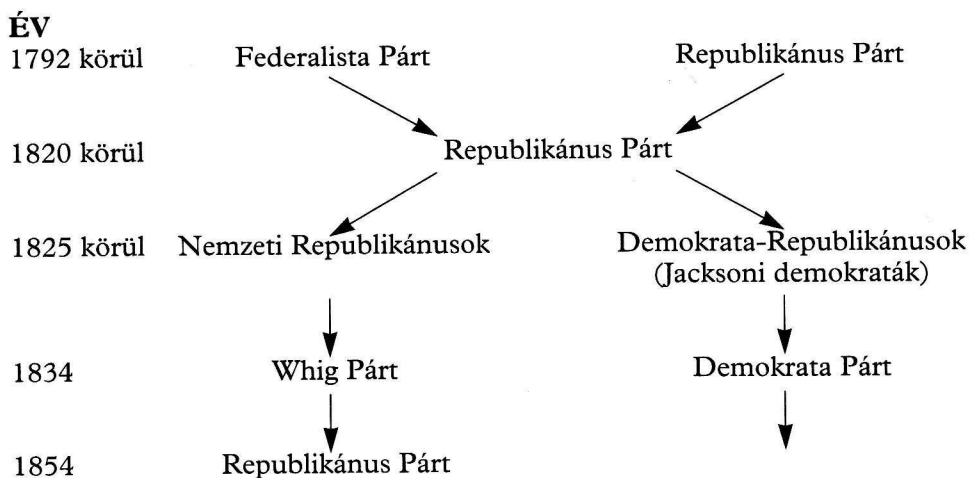 ÉV
1792 körül Federalista Párt Republikánus Párt
1820 körül Republikánus Párt
1825 körül Nemzeti Republikánusok Demokrata-Republikánusok
(Jacksoni demokraták)
1834 Whig Párt Demokrata Párt
1854 Republikánus Párt